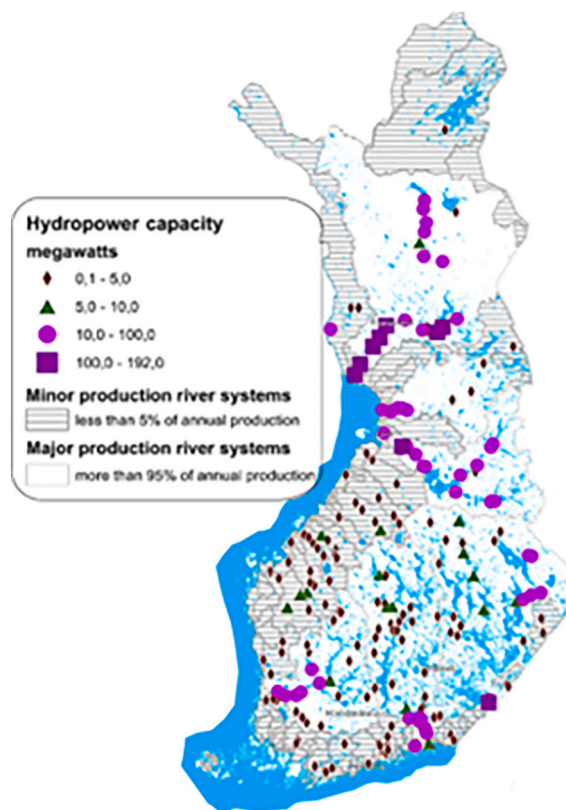 Hydropower capacity
megawatts
0,1 - 5,0
5,0 - 10,0
10,0 - 100,0
100,0 - 192,0
Minor production river systems
less than 5% of annual production
Major production river systems
more than 95% of annual production